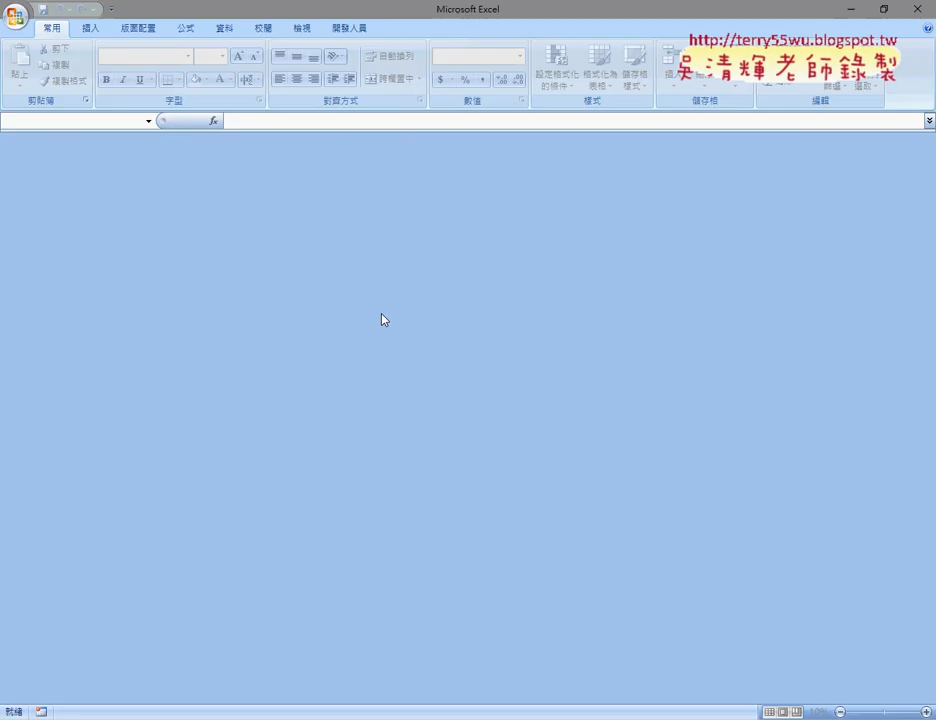 Microsoft Excel
常用 插入 版面配置 公式 資料 校閱 檢視 開發人員
http://terry55wu.blogspot.tw
吳清輝老師錄製
剪下
複製
複製格式
貼上
自動換列
跨欄置中
設定格式化的條件
格式化為表格
儲存格樣式
剪貼簿 字型 對齊方式 數值 樣式 儲存格 編輯
fx
就緒